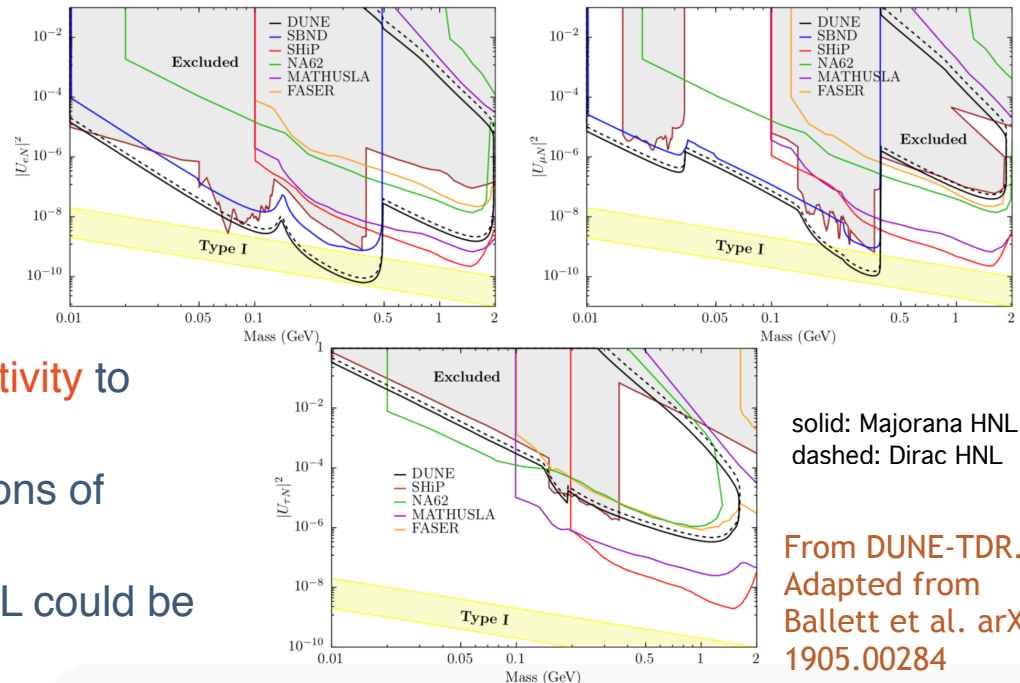 10⁻²
10⁻⁴
10⁻⁶
10⁻⁸
10⁻¹⁰
|U_{eN}|²
Excluded
DUNE
SBND
SHiP
NA62
MATHUSLA
FASER
Type I
0.01 0.05 0.1 0.5 1 2
Mass (GeV)
10⁻²
10⁻⁴
10⁻⁶
10⁻⁸
10⁻¹⁰
|U_{μN}|²
DUNE
SBND
SHiP
NA62
MATHUSLA
FASER
Excluded
Type I
0.01 0.05 0.1 0.5 1 2
Mass (GeV)
tivity to
ons of
L could be
1
10⁻²
10⁻⁴
10⁻⁶
10⁻⁸
10⁻¹⁰
|U_{τN}|²
Excluded
DUNE
SHiP
NA62
MATHUSLA
FASER
Type I
0.01 0.05 0.1 0.5 1 2
Mass (GeV)
solid: Majorana HNL
dashed: Dirac HNL
From DUNE-TDR.
Adapted from
Ballett et al. arX
1905.00284